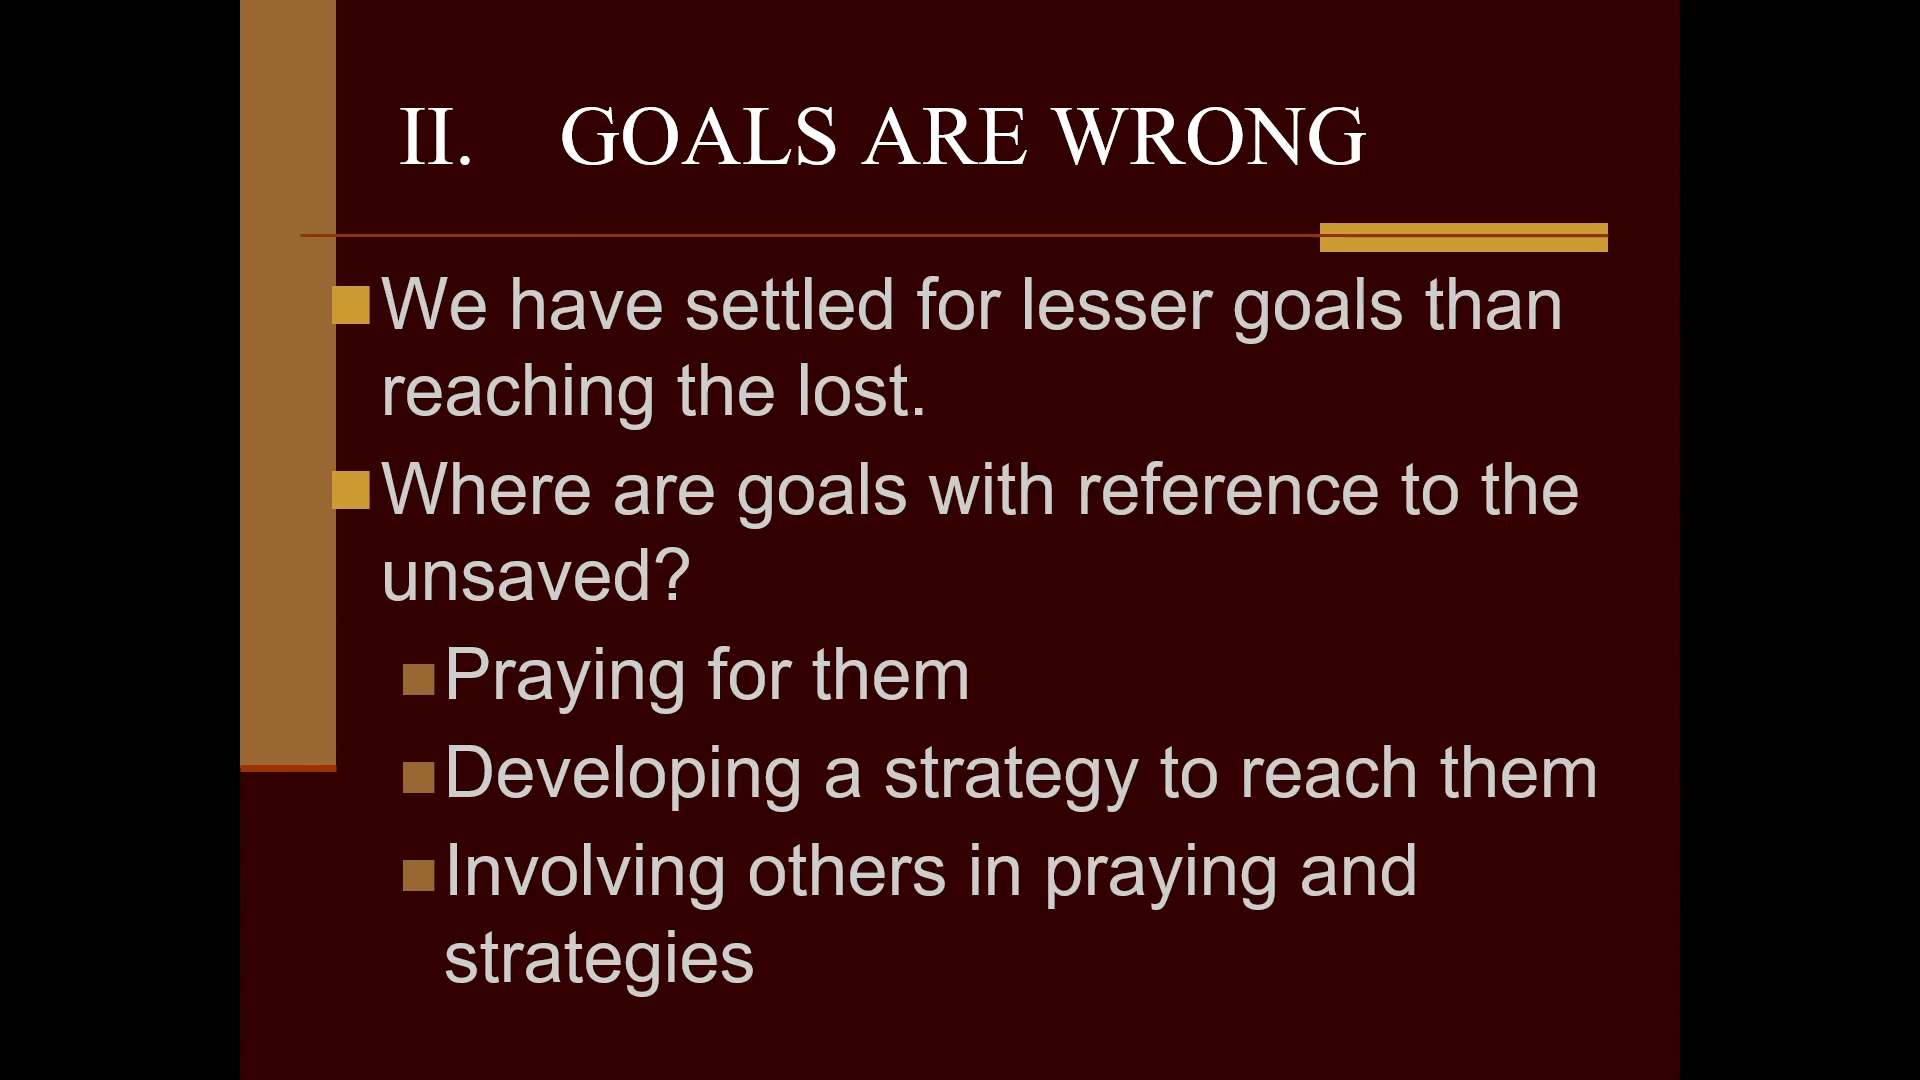 II. GOALS ARE WRONG
We have settled for lesser goals than
reaching the lost.
Where are goals with reference to the
unsaved?
Praying for them
Developing a strategy to reach them
Involving others in praying and
strategies